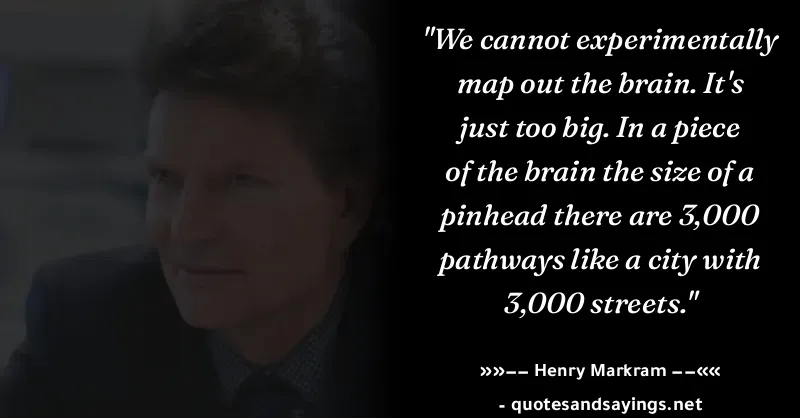 "We cannot experimentally
map out the brain. It's
just too big. In a piece
of the brain the size of a
pinhead there are 3,000
pathways like a city with
3,000 streets."
»»-- Henry Markram --««
- quotesandsayings.net